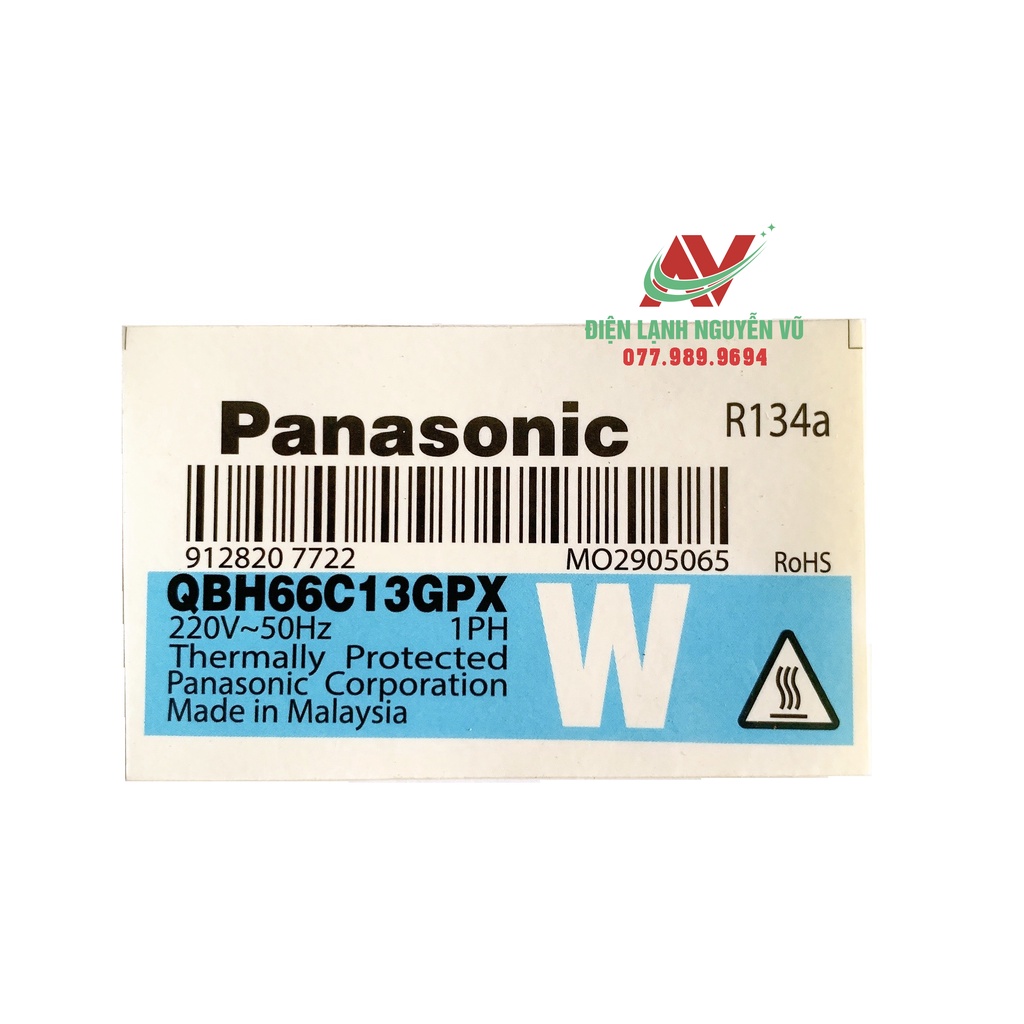 AV
ĐIỆN LẠNH NGUYỄN VŨ
077.989.9694
Panasonic
R134a
912820 7722 MO2905065 RoHS
QBH66C13GPX
220V~50Hz 1PH
Thermally Protected
Panasonic Corporation
Made in Malaysia
W